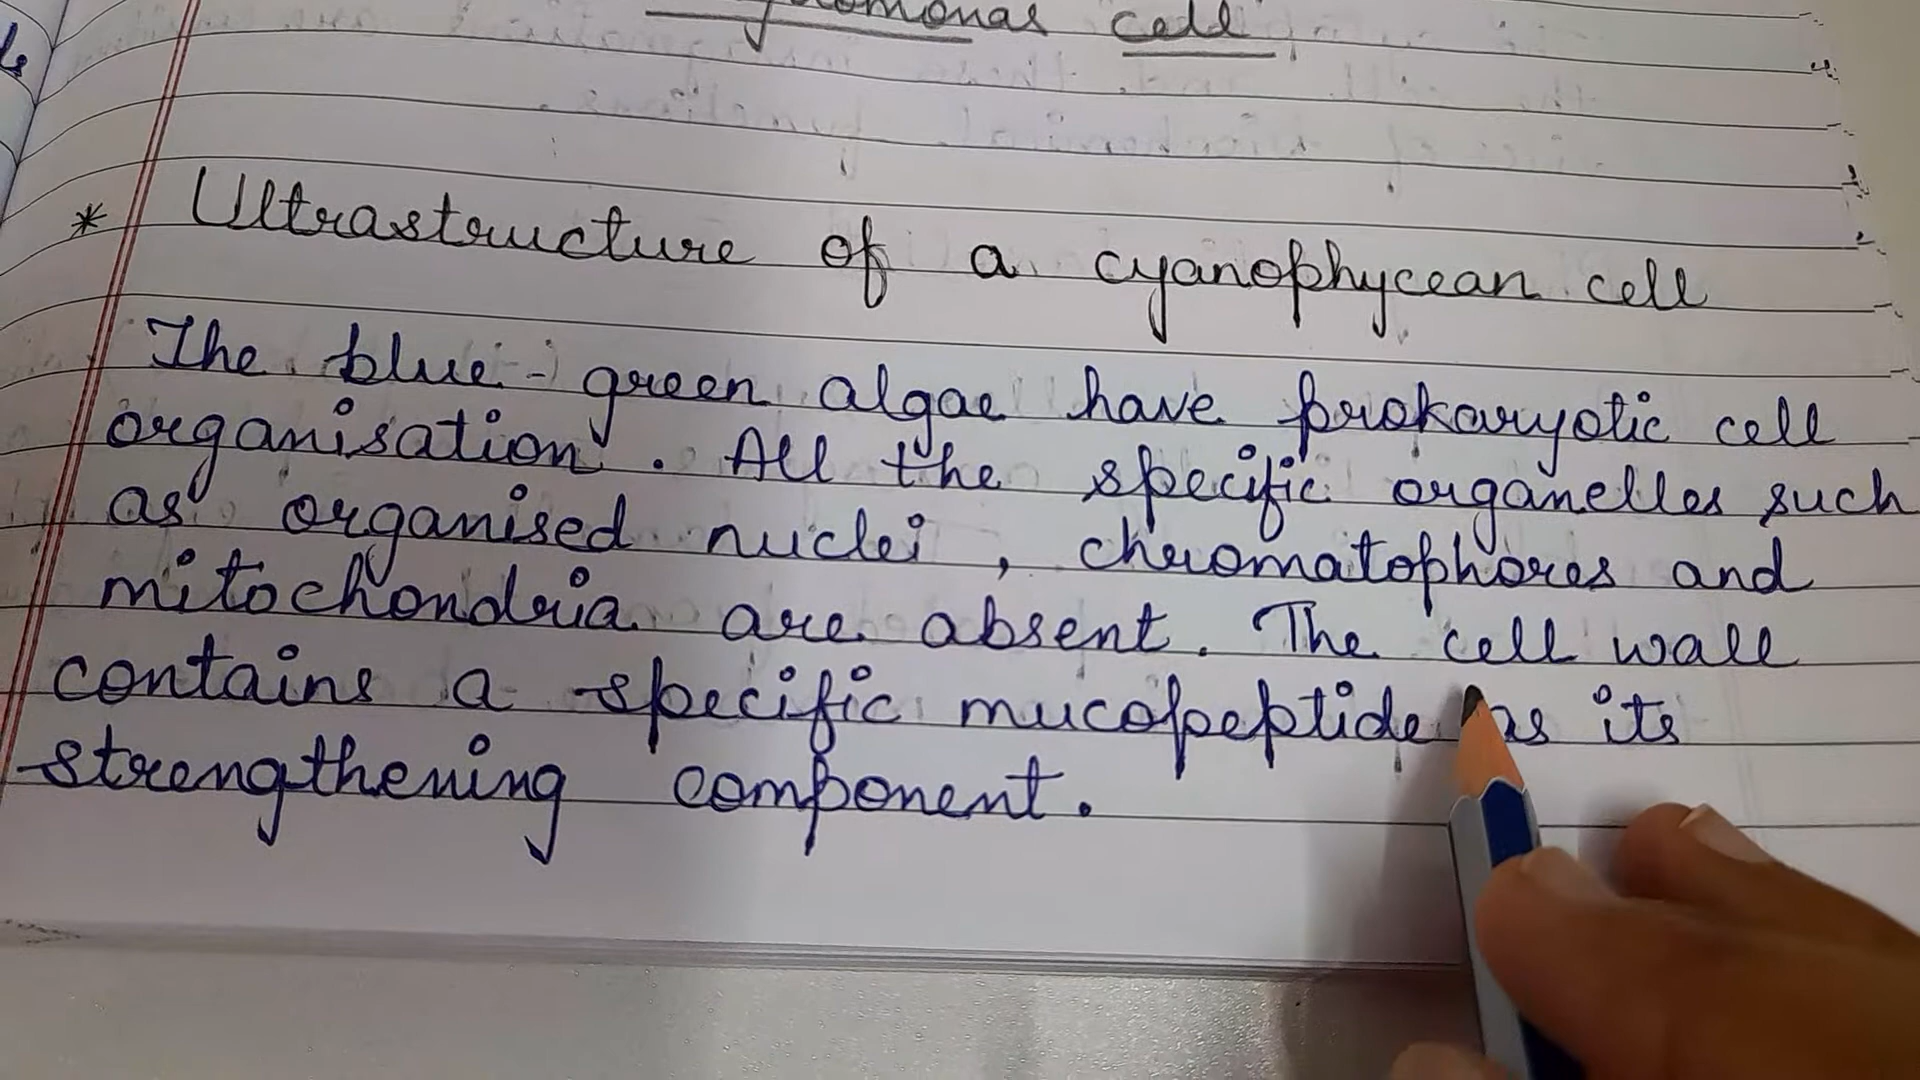 cell
* Ultrastructure of a cyanophycean cell
The blue-green algae have prokaryotic cell
organisation. All the specific organelles such
as organised nuclei, chromatophores and
mitochondria are absent. The cell wall
contains a specific mucopeptide as its
strengthening component.